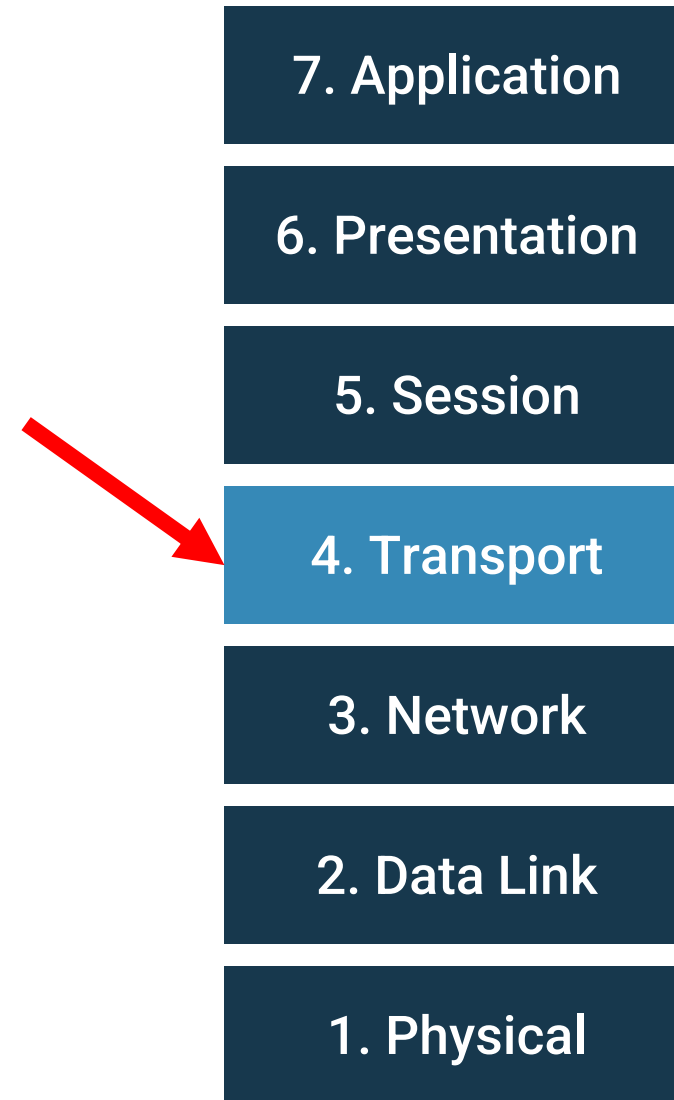 7. Application
6. Presentation
5. Session
4. Transport
3. Network
2. Data Link
1. Physical